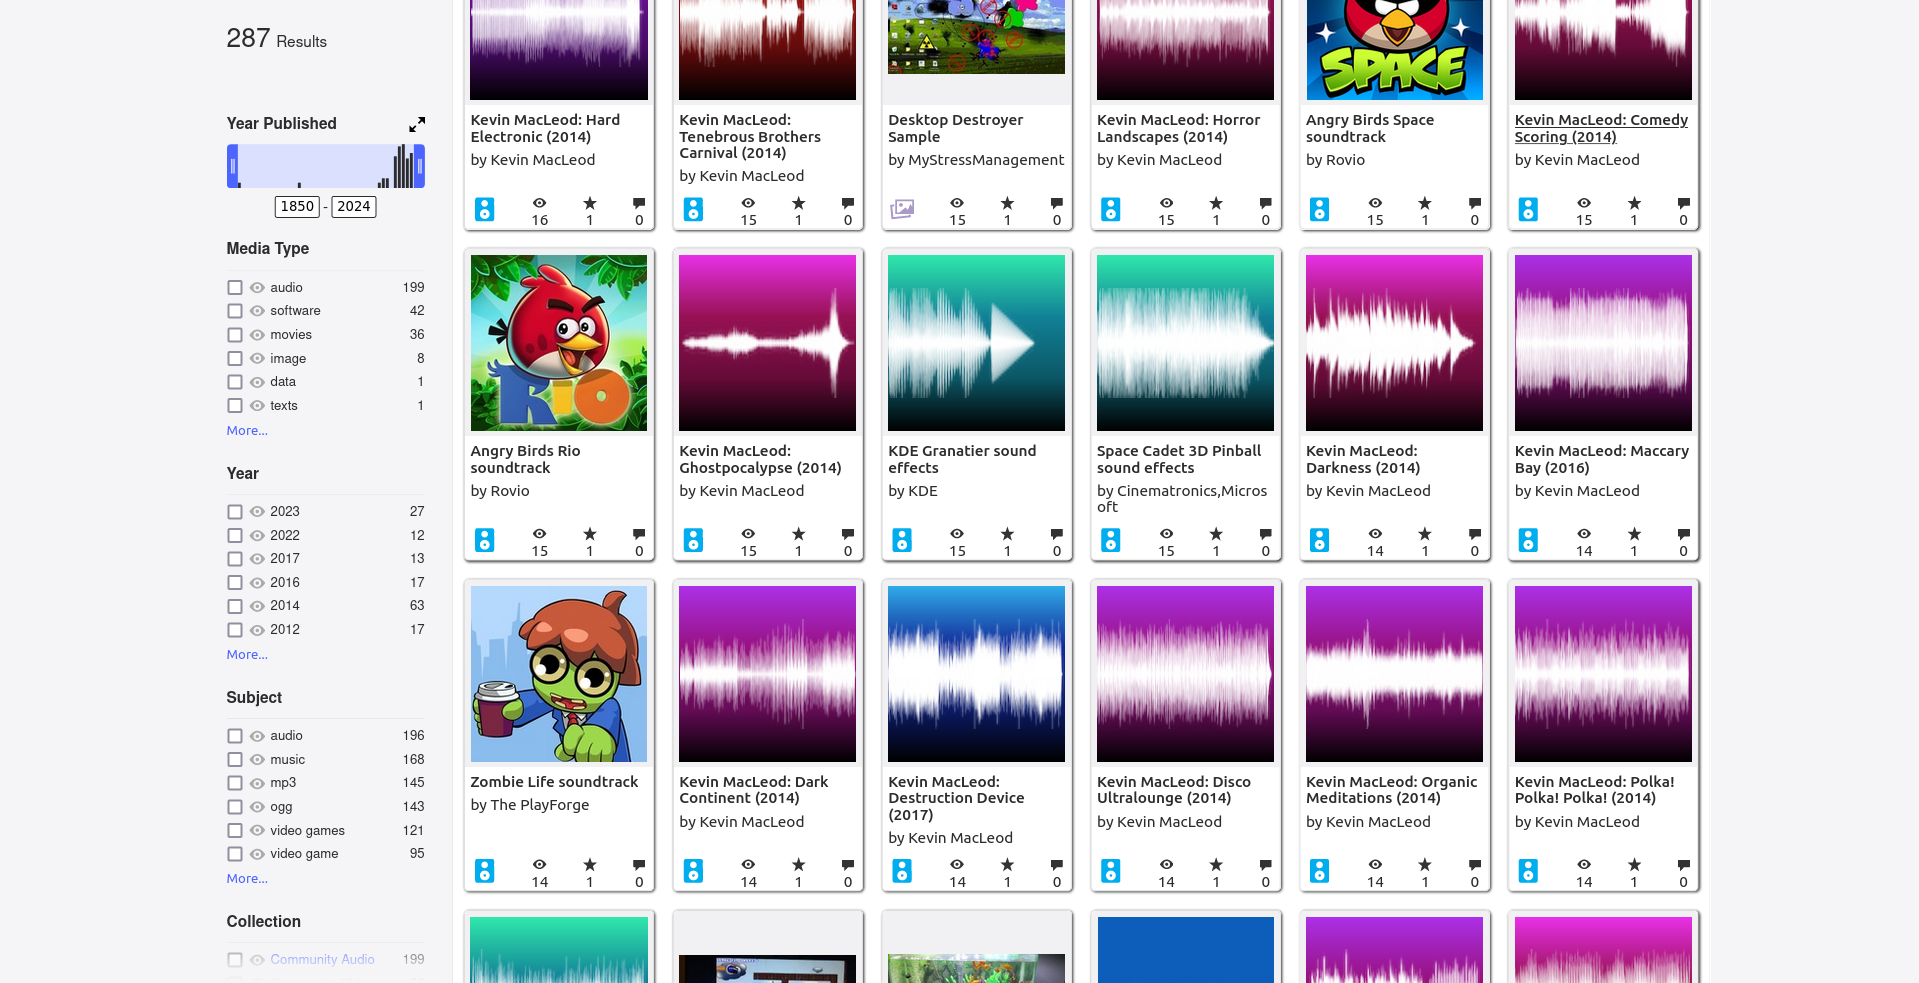 287 Results
Year Published
1850 - 2024
Media Type
audio 199
software 42
movies 36
image 8
data 1
texts 1
More...
Year
2023 27
2022 12
2017 13
2016 17
2014 63
2012 17
More...
Subject
audio 196
music 168
mp3 145
ogg 143
video games 121
video game 95
More...
Collection
Community Audio 199
Kevin MacLeod: Hard
Electronic (2014)
by Kevin MacLeod
16 1 0
Kevin MacLeod:
Tenebrous Brothers
Carnival (2014)
by Kevin MacLeod
15 1 0
Desktop Destroyer
Sample
by MyStressManagement
15 1 0
Kevin MacLeod: Horror
Landscapes (2014)
by Kevin MacLeod
15 1 0
SPACE
Angry Birds Space
soundtrack
by Rovio
15 1 0
Kevin MacLeod: Comedy
Scoring (2014)
by Kevin MacLeod
15 1 0
RIO
Angry Birds Rio
soundtrack
by Rovio
15 1 0
Kevin MacLeod:
Ghostpocalypse (2014)
by Kevin MacLeod
15 1 0
KDE Granatier sound
effects
by KDE
15 1 0
Space Cadet 3D Pinball
sound effects
by Cinematronics,Micros
oft
15 1 0
Kevin MacLeod:
Darkness (2014)
by Kevin MacLeod
14 1 0
Kevin MacLeod: Maccary
Bay (2016)
by Kevin MacLeod
14 1 0
Zombie Life soundtrack
by The PlayForge
14 1 0
Kevin MacLeod: Dark
Continent (2014)
by Kevin MacLeod
14 1 0
Kevin MacLeod:
Destruction Device
(2017)
by Kevin MacLeod
14 1 0
Kevin MacLeod: Disco
Ultralounge (2014)
by Kevin MacLeod
14 1 0
Kevin MacLeod: Organic
Meditations (2014)
by Kevin MacLeod
14 1 0
Kevin MacLeod: Polka!
Polka! Polka! (2014)
by Kevin MacLeod
14 1 0